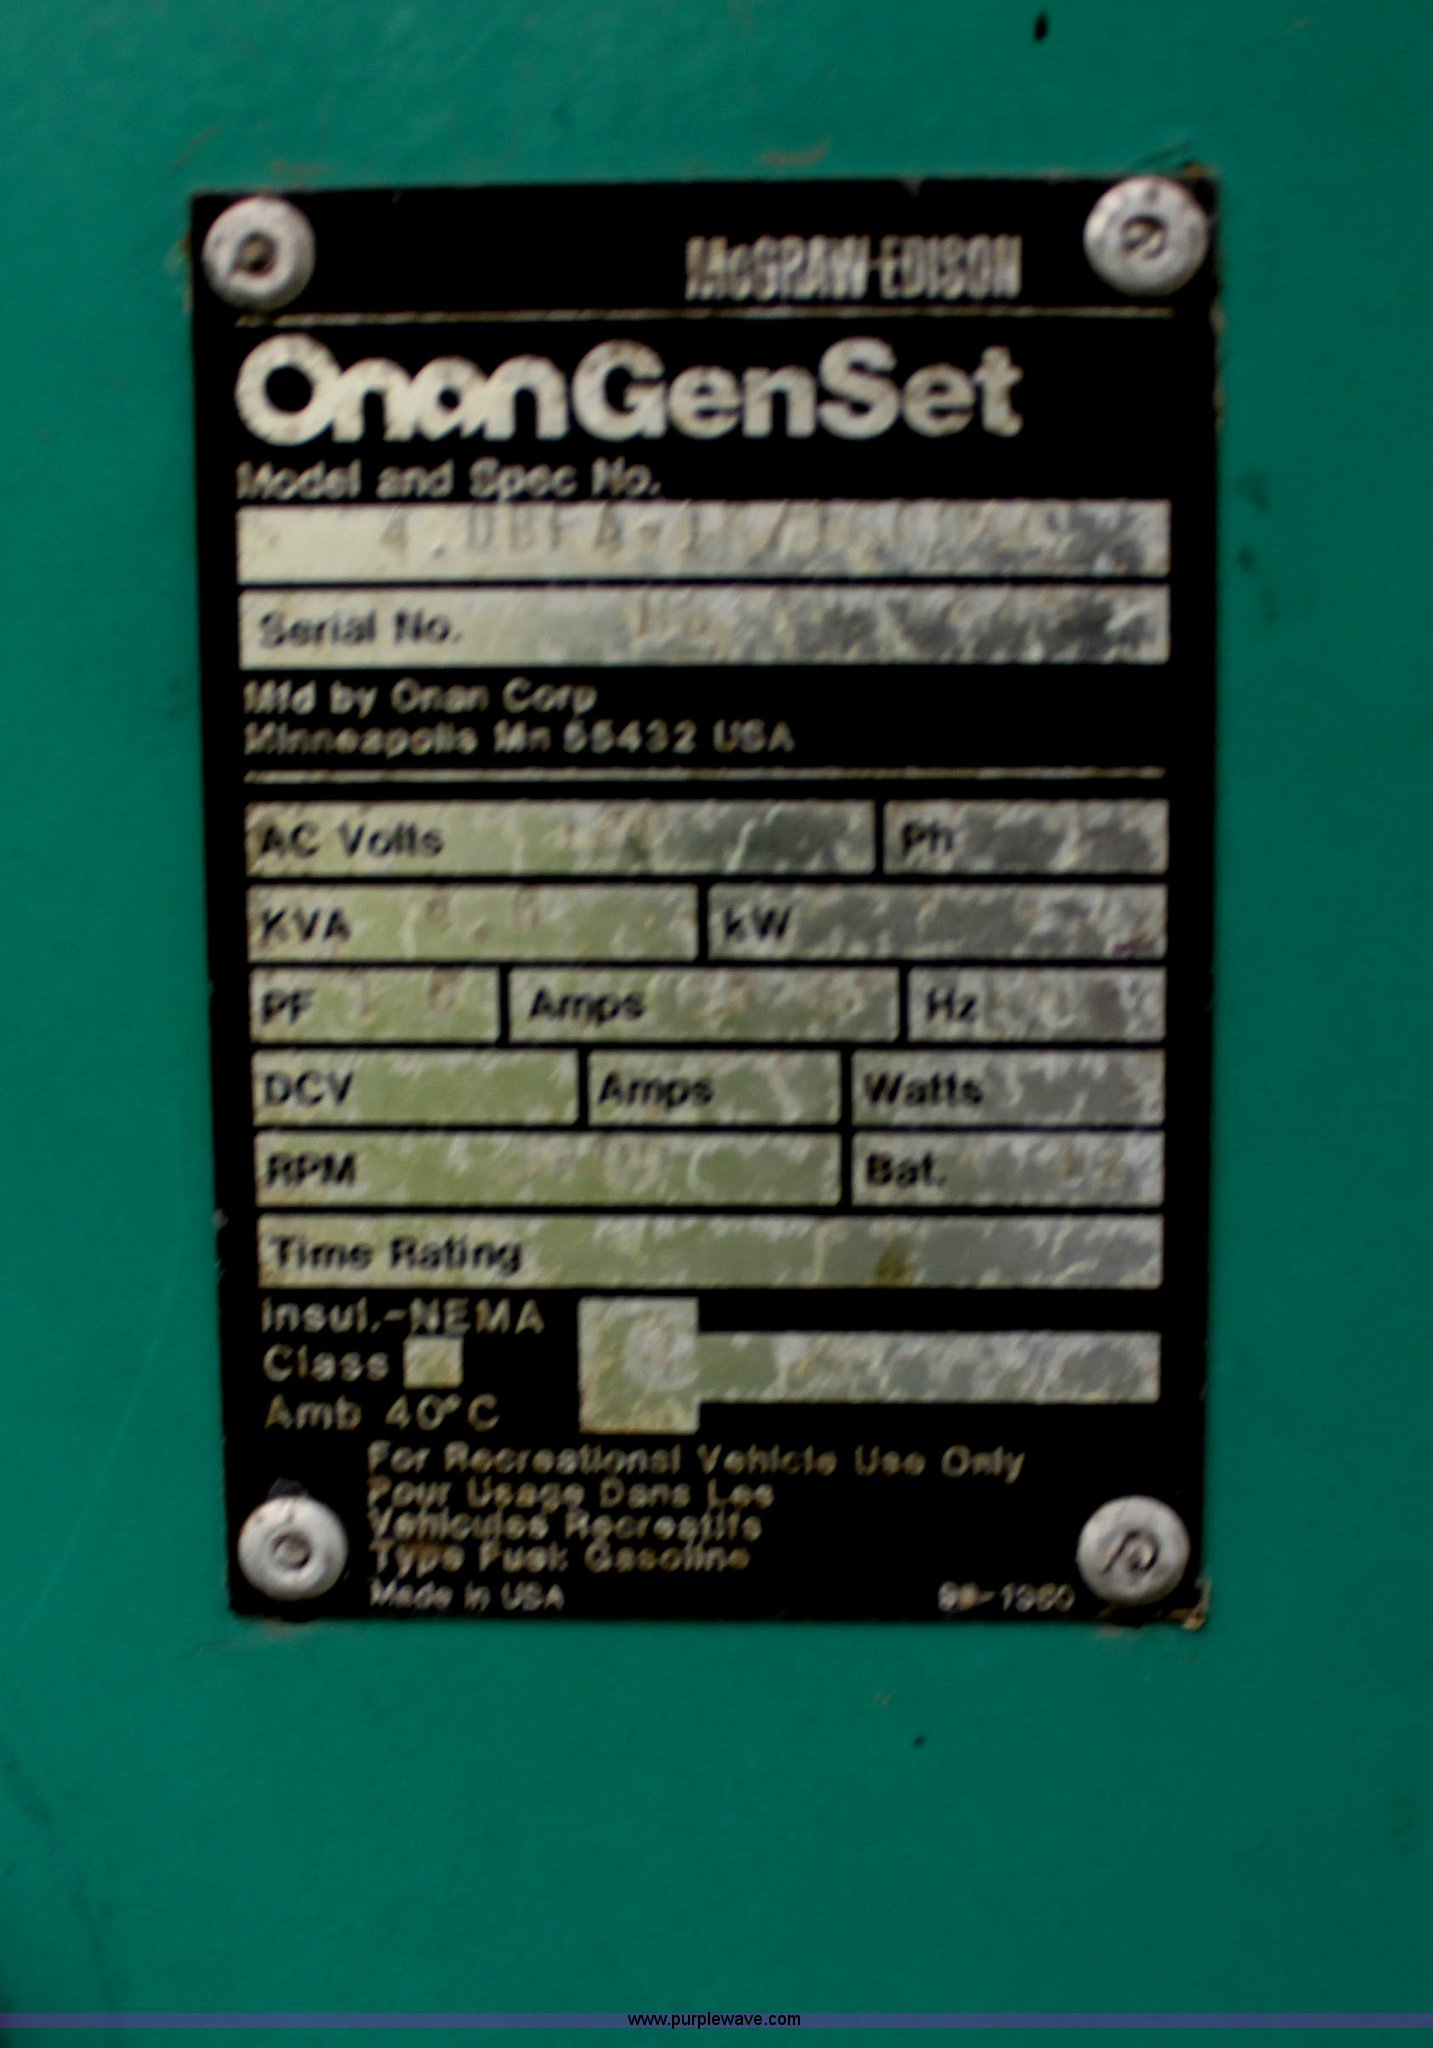 McGRAW-EDISON
OnanGenSet
Model and Spec No.
Serial No.
Mfd by Onan Corp
Minneapolis Mn 55432 USA
AC Volts Ph
KVA kW
PF 1.0 Amps Hz
DCV Amps Watts
RPM Bat. 12
Time Rating
Insul.-NEMA
Class
Amb 40°C
For Recreational Vehicle Use Only
Pour Usage Dans Les
Vehicules Recreatifs
Type Fuel: Gasoline
Made in USA
www.purplewave.com